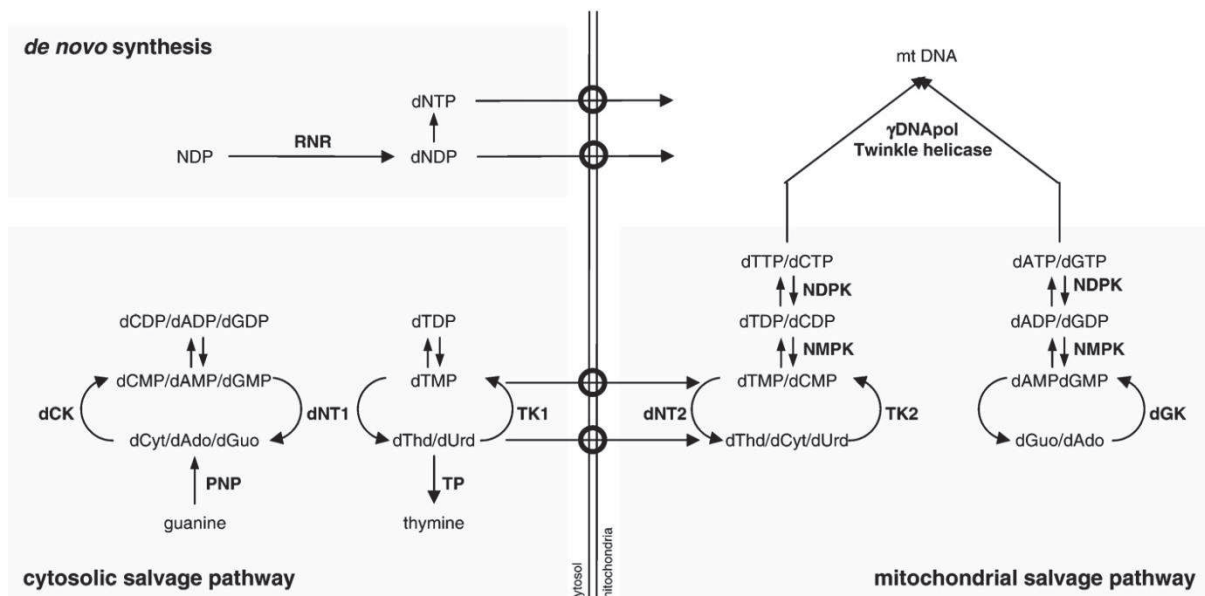 de novo synthesis
dNTP
NDP
RNR
dNDP
mt DNA
γDNApol
Twinkle helicase
dCDP/dADP/dGDP
dCMP/dAMP/dGMP
dCK
dNT1
dCyt/dAdo/dGuo
PNP
guanine
dTDP
dTMP
TK1
dThd/dUrd
TP
thymine
cytosolic salvage pathway
ytosol
mitochondria
dTTP/dCTP
NDPK
dTDP/dCDP
NMPK
dTMP/dCMP
dNT2
TK2
dThd/dCyt/dUrd
dATP/dGTP
NDPK
dADP/dGDP
NMPK
dAMPdGMP
dGK
dGuo/dAdo
mitochondrial salvage pathway